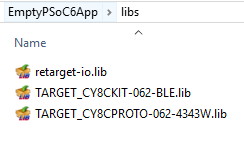 EmptyPSoC6App > libs
Name
retarget-io.lib
TARGET_CY8CKIT-062-BLE.lib
TARGET_CY8CPROTO-062-4343W.lib